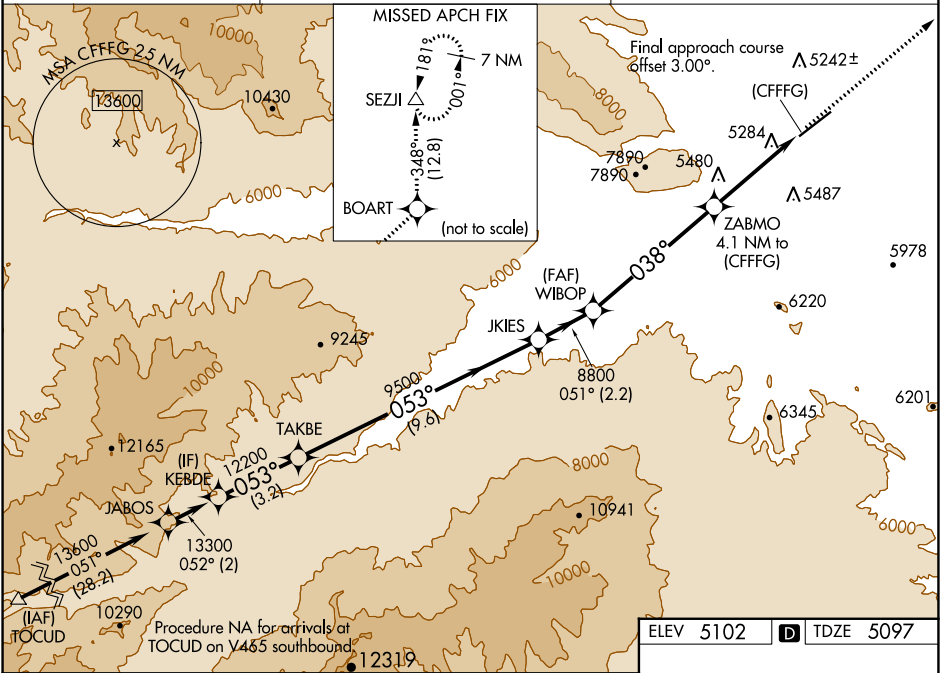 MSA CFFFG 25 NM
13600
10000
10430
6000
MISSED APCH FIX
181°
001°
7 NM
SEZJI
348°
(12.8)
BOART
(not to scale)
Final approach course
offset 3.00°.
5242±
(CFFFG)
8000
5284
7890
7890
5480
5487
ZABMO
4.1 NM to
(CFFFG)
038°
5978
6000
(FAF)
WIBOP
JKIES
6220
8800
051° (2.2)
9245
10000
9500
053°
(9.6)
TAKBE
6345
6201
12165
(IF)
KEBDE
12200
053°
(3.2)
8000
JABOS
10941
6000
13300
052° (2)
13600
051°
(28.2)
10000
(IAF)
TOCUD
10290
Procedure NA for arrivals at
TOCUD on V465 southbound.
12319
ELEV 5102 D TDZE 5097